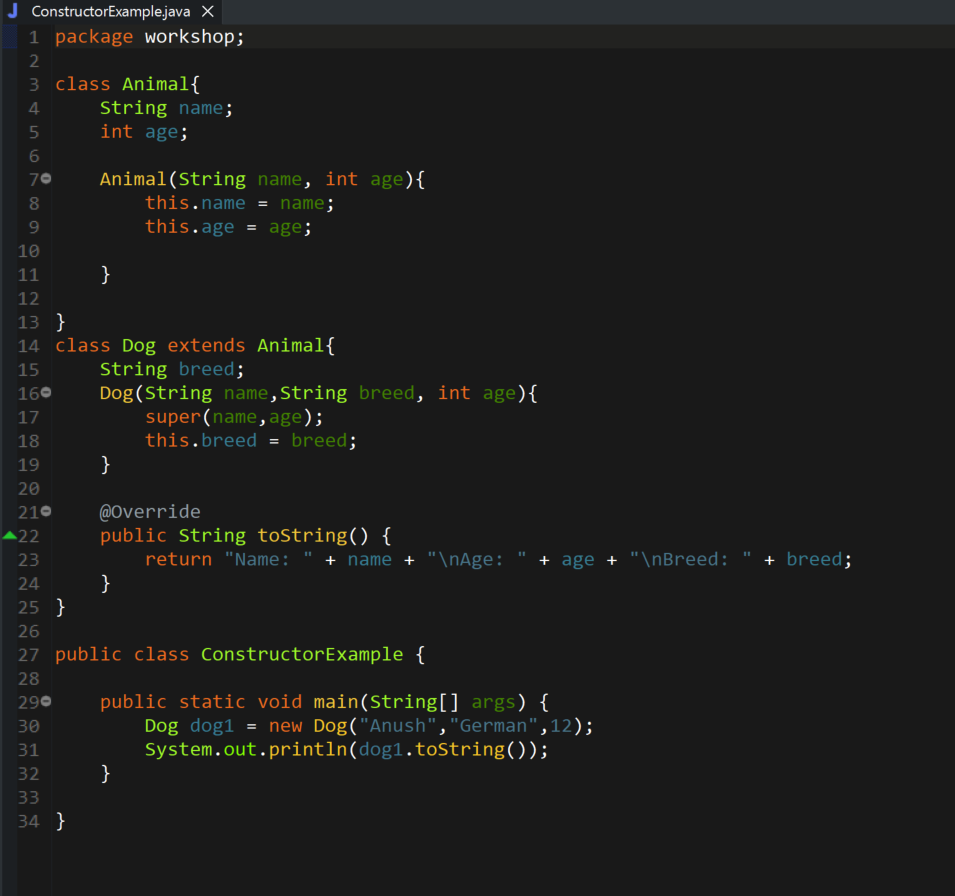 ConstructorExample.java
1 package workshop;
2
3 class Animal{
4     String name;
5     int age;
6
7     Animal(String name, int age){
8         this.name = name;
9         this.age = age;
10
11     }
12
13 }
14 class Dog extends Animal{
15     String breed;
16     Dog(String name,String breed, int age){
17         super(name,age);
18         this.breed = breed;
19     }
20
21     @Override
22     public String toString() {
23         return "Name: " + name + "\nAge: " + age + "\nBreed: " + breed;
24     }
25 }
26
27 public class ConstructorExample {
28
29     public static void main(String[] args) {
30         Dog dog1 = new Dog("Anush","German",12);
31         System.out.println(dog1.toString());
32     }
33
34 }